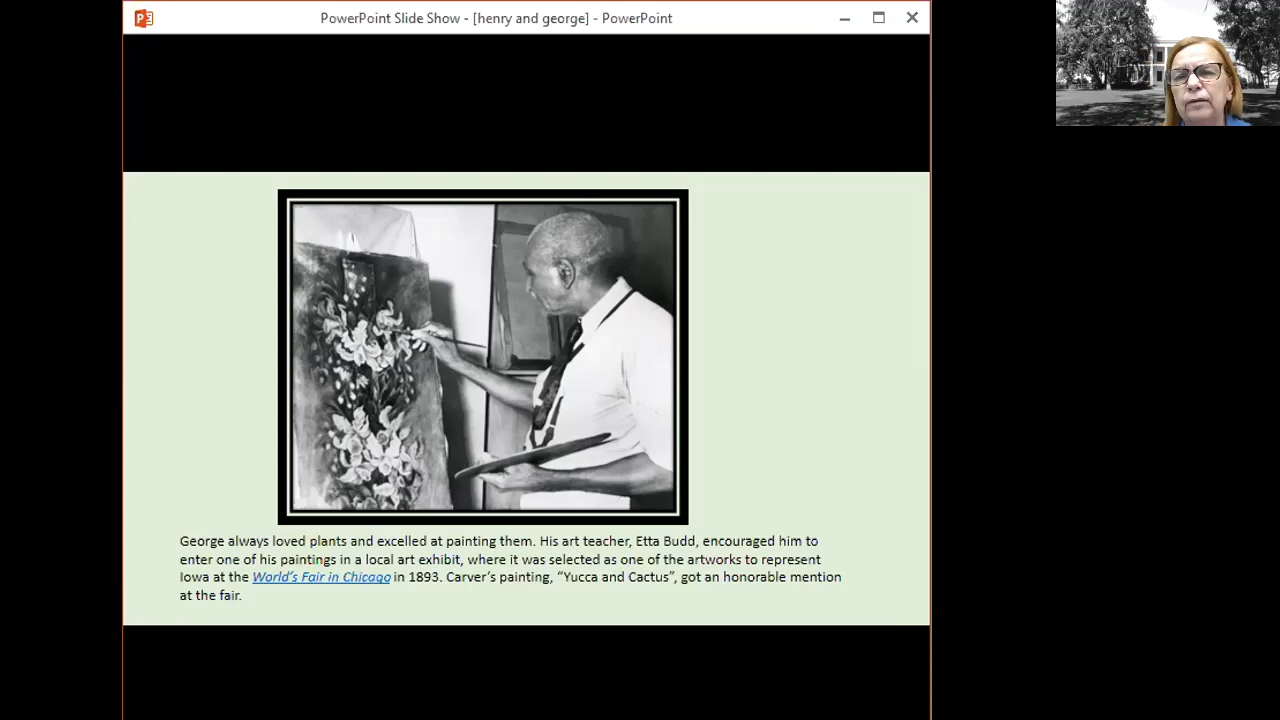 PowerPoint Slide Show - [henry and george] - PowerPoint
George always loved plants and excelled at painting them. His art teacher, Etta Budd, encouraged him to
enter one of his paintings in a local art exhibit, where it was selected as one of the artworks to represent
Iowa at the World's Fair in Chicago in 1893. Carver's painting, “Yucca and Cactus”, got an honorable mention
at the fair.